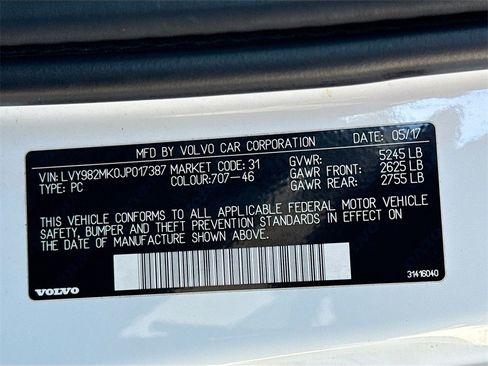 MFD BY VOLVO CAR CORPORATION DATE: 05/17
VIN: LVY982MK0JP017387 MARKET CODE: 31 GVWR: 5245 LB
TYPE: PC COLOUR:707-46 GAWR FRONT: 2625 LB
GAWR REAR: 2755 LB
THIS VEHICLE CONFORMS TO ALL APPLICABLE FEDERAL MOTOR VEHICLE
SAFETY, BUMPER AND THEFT PREVENTION STANDARDS IN EFFECT ON
THE DATE OF MANUFACTURE SHOWN ABOVE.
VOLVO 31416040